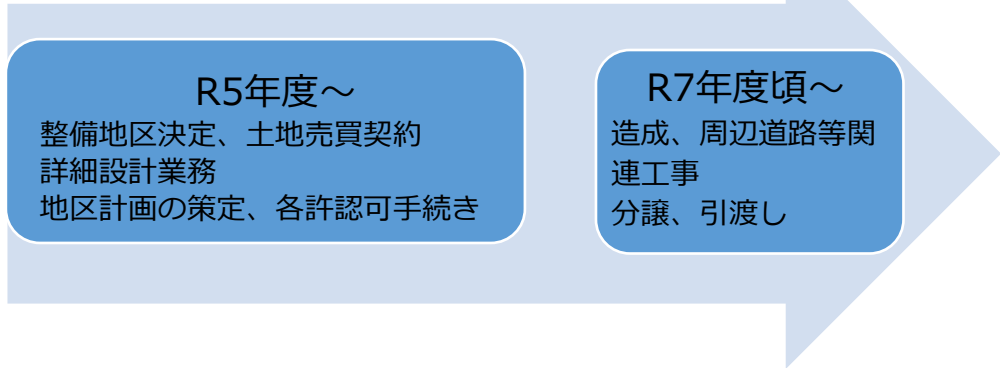 R5年度～
整備地区決定、土地売買契約
詳細設計業務
地区計画の策定、各許認可手続き
R7年度頃～
造成、周辺道路等関
連工事
分譲、引渡し